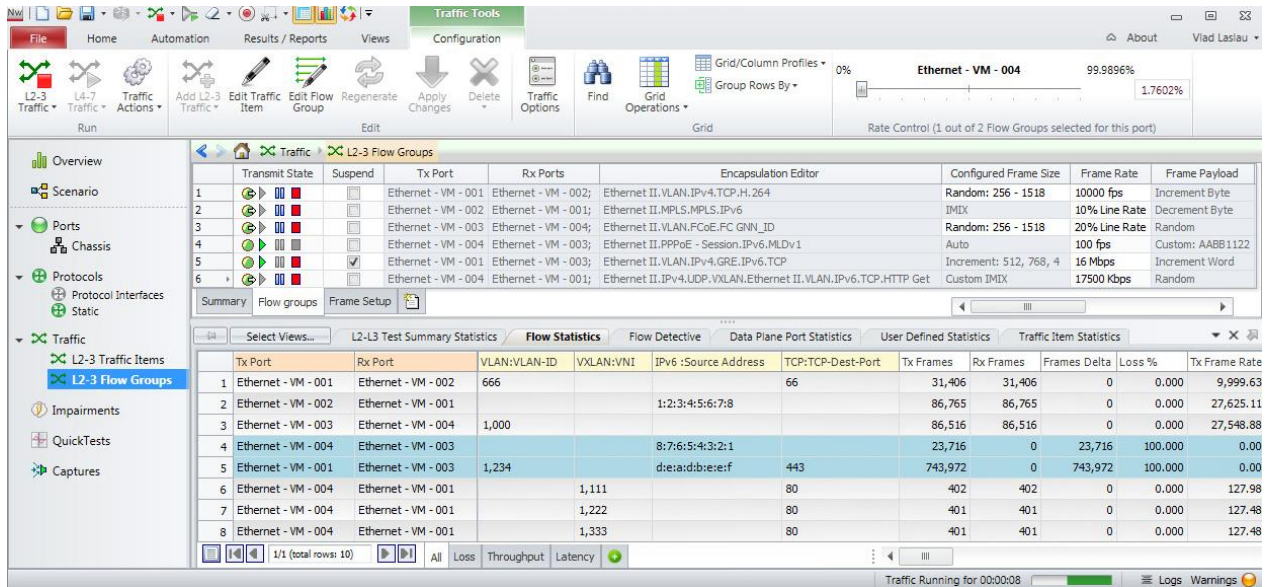 NW
Traffic Tools
File Home Automation Results / Reports Views Configuration About Vlad Laslau
L2-3 Traffic
L4-7 Traffic
Traffic Actions
Add L2-3 Traffic
Edit Traffic Item
Edit Flow Group
Regenerate
Apply Changes
Delete
Traffic Options
Find
Grid Operations
Grid/Column Profiles
Group Rows By
0% Ethernet - VM - 004 99.9896%
1.7602%
Run Edit Grid Rate Control (1 out of 2 Flow Groups selected for this port)
Overview
Scenario
Ports
Chassis
Protocols
Protocol Interfaces
Static
Traffic
L2-3 Traffic Items
L2-3 Flow Groups
Impairments
QuickTests
Captures
Traffic L2-3 Flow Groups
Transmit State Suspend Tx Port Rx Ports Encapsulation Editor Configured Frame Size Frame Rate Frame Payload
1 Ethernet - VM - 001 Ethernet - VM - 002; Ethernet II.VLAN.IPv4.TCP.H.264 Random: 256 - 1518 10000 fps Increment Byte
2 Ethernet - VM - 002 Ethernet - VM - 001; Ethernet II.MPLS.MPLS.IPv6 IMIX 10% Line Rate Decrement Byte
3 Ethernet - VM - 003 Ethernet - VM - 004; Ethernet II.VLAN.FCoE.FC GNN_ID Random: 256 - 1518 20% Line Rate Random
4 Ethernet - VM - 004 Ethernet - VM - 003; Ethernet II.PPPoE - Session.IPv6.MLDv1 Auto 100 fps Custom: AABB1122
5 Ethernet - VM - 001 Ethernet - VM - 003; Ethernet II.VLAN.IPv4.GRE.IPv6.TCP Increment: 512, 768, 4 16 Mbps Increment Word
6 Ethernet - VM - 004 Ethernet - VM - 001; Ethernet II.IPv4.UDP.VXLAN.Ethernet II.VLAN.IPv6.TCP.HTTP Get Custom IMIX 17500 Kbps Random
Summary Flow groups Frame Setup
Select Views... L2-L3 Test Summary Statistics Flow Statistics Flow Detective Data Plane Port Statistics User Defined Statistics Traffic Item Statistics
Tx Port Rx Port VLAN:VLAN-ID VXLAN:VNI IPv6 :Source Address TCP:TCP-Dest-Port Tx Frames Rx Frames Frames Delta Loss % Tx Frame Rate
1 Ethernet - VM - 001 Ethernet - VM - 002 666 66 31,406 31,406 0 0.000 9,999.63
2 Ethernet - VM - 002 Ethernet - VM - 001 1:2:3:4:5:6:7:8 86,765 86,765 0 0.000 27,625.11
3 Ethernet - VM - 003 Ethernet - VM - 004 1,000 86,516 86,516 0 0.000 27,548.88
4 Ethernet - VM - 004 Ethernet - VM - 003 8:7:6:5:4:3:2:1 23,716 0 23,716 100.000 0.00
5 Ethernet - VM - 001 Ethernet - VM - 003 1,234 d:e:a:d:b:e:e:f 443 743,972 0 743,972 100.000 0.00
6 Ethernet - VM - 004 Ethernet - VM - 001 1,111 80 402 402 0 0.000 127.98
7 Ethernet - VM - 004 Ethernet - VM - 001 1,222 80 401 401 0 0.000 127.48
8 Ethernet - VM - 004 Ethernet - VM - 001 1,333 80 401 401 0 0.000 127.48
1/1 (total rows: 10) All Loss Throughput Latency
Traffic Running for 00:00:08 Logs Warnings